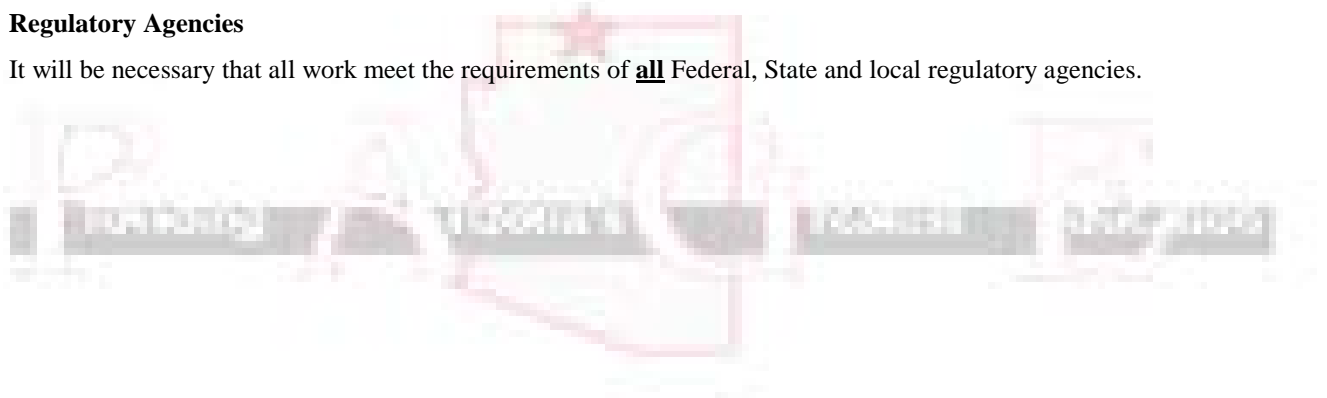 Regulatory Agencies
It will be necessary that all work meet the requirements of all Federal, State and local regulatory agencies.